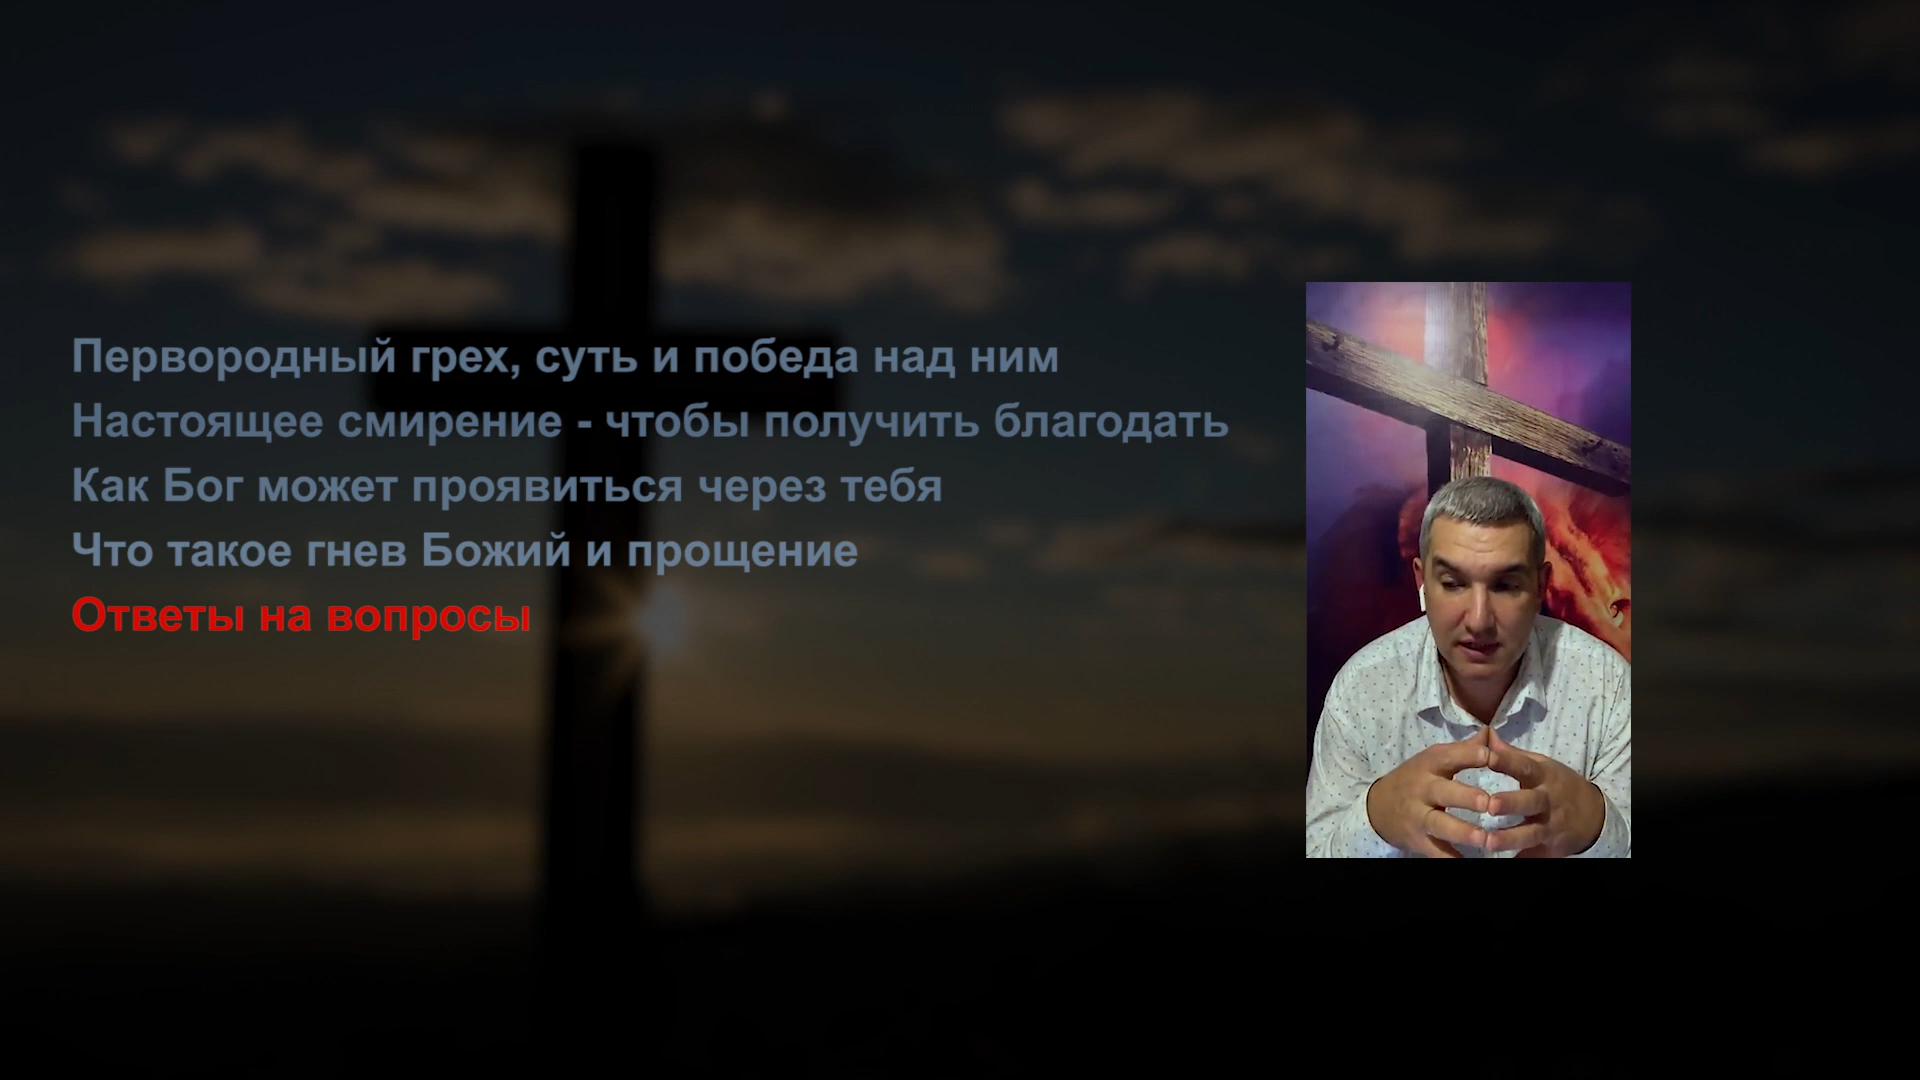 Первородный грех, суть и победа над ним
Настоящее смирение - чтобы получить благодать
Как Бог может проявиться через тебя
Что такое гнев Божий и прощение
Ответы на вопросы